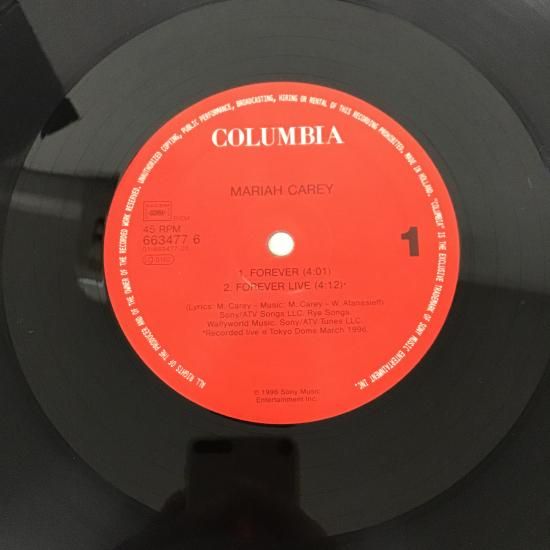 ALL RIGHTS OF THE PRODUCER AND OF THE OWNER OF THE RECORDED WORK RESERVED. UNAUTHORIZED COPYING, PUBLIC PERFORMANCE, BROADCASTING, HIRING OR RENTAL OF THIS RECORDING PROHIBITED. MADE IN HOLLAND. "COLUMBIA" IS THE EXCLUSIVE TRADEMARK OF SONY MUSIC ENTERTAINMENT, INC.
COLUMBIA
MARIAH CAREY
BIEM
45 RPM
663477 6
1
1. FOREVER (4:01)
2. FOREVER LIVE (4:12)*
(Lyrics: M. Carey - Music: M. Carey - W. Afanasieff)
Sony/ATV Songs LLC. Rye Songs.
Wallyworld Music. Sony/ATV Tunes LLC.
*Recorded live at Tokyo Dome March 1996.
© 1996 Sony Music
Entertainment Inc.